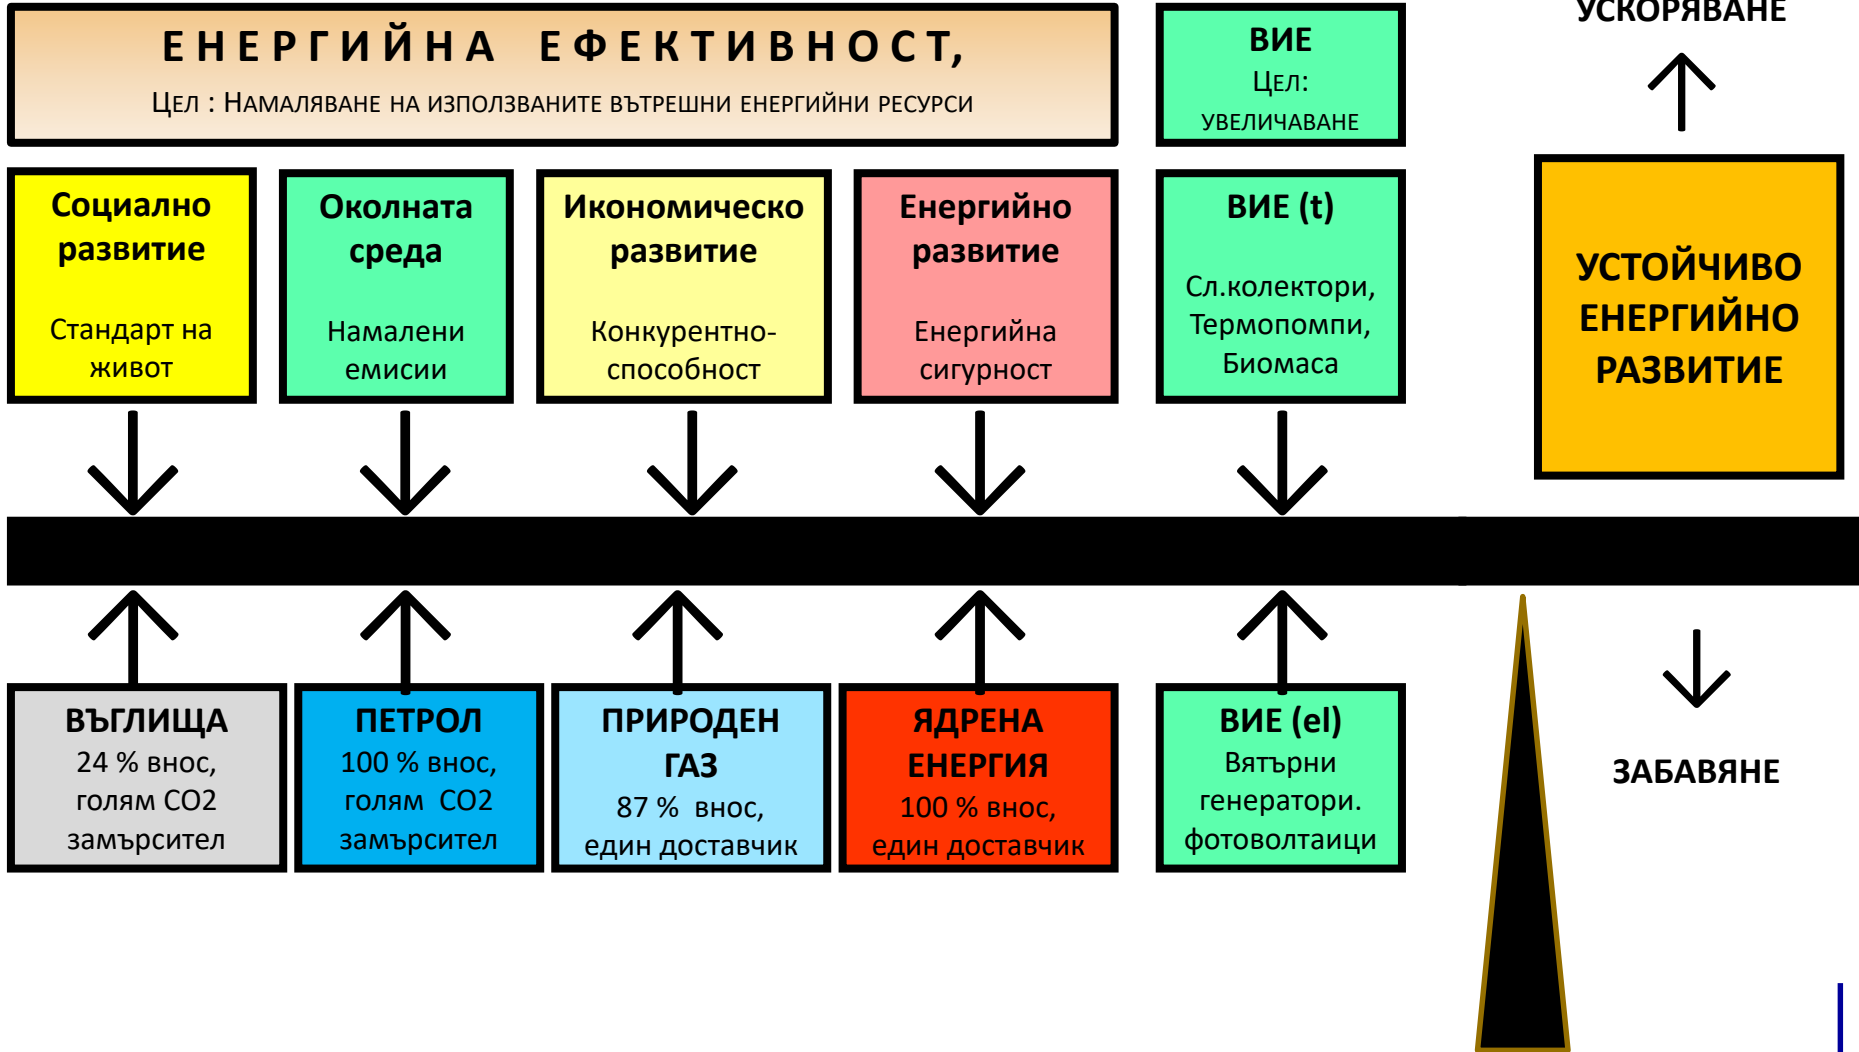 ЕНЕРГИЙНА ЕФЕКТИВНОСТ,
Цел : Намаляване на използваните вътрешни енергийни ресурси
ВИЕ
Цел:
увеличаване
УСКОРЯВАНЕ
Социално
развитие
Стандарт на
живот
Околната
среда
Намалени
емисии
Икономическо
развитие
Конкурентно-
способност
Енергийно
развитие
Енергийна
сигурност
ВИЕ (t)
Сл.колектори,
Термопомпи,
Биомаса
УСТОЙЧИВО
ЕНЕРГИЙНО
РАЗВИТИЕ
ВЪГЛИЩА
24 % внос,
голям СО2
замърсител
ПЕТРОЛ
100 % внос,
голям СО2
замърсител
ПРИРОДЕН
ГАЗ
87 % внос,
един доставчик
ЯДРЕНА
ЕНЕРГИЯ
100 % внос,
един доставчик
ВИЕ (el)
Вятърни
генератори.
фотоволтаици
ЗАБАВЯНЕ